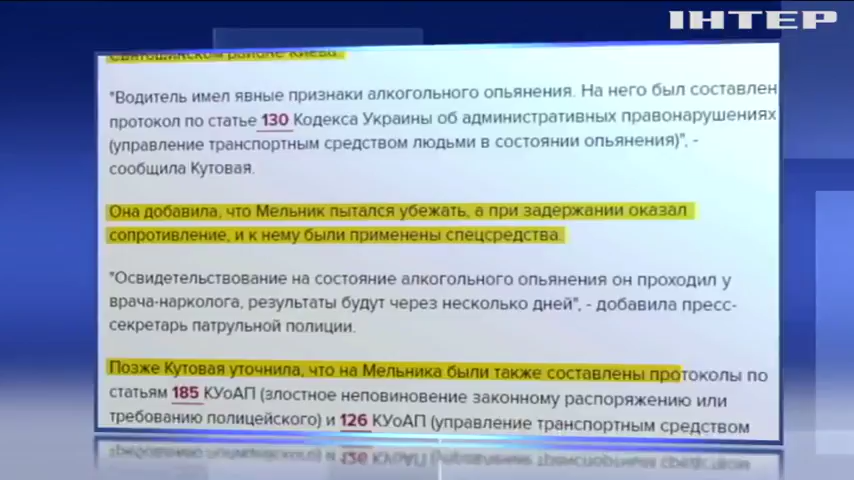 ІНТЕР
Святошинском районе Киева.
"Водитель имел явные признаки алкогольного опьянения. На него был составлен
протокол по статье 130 Кодекса Украины об административных правонарушениях
(управление транспортным средством людьми в состоянии опьянения)", -
сообщила Кутовая.
Она добавила, что Мельник пытался убежать, а при задержании оказал
сопротивление, и к нему были применены спецсредства.
"Освидетельствование на состояние алкогольного опьянения он проходил у
врача-нарколога, результаты будут через несколько дней", - добавила пресс-
секретарь патрульной полиции.
Позже Кутовая уточнила, что на Мельника были также составлены протоколы по
статьям 185 КУоАП (злостное неповиновение законному распоряжению или
требованию полицейского) и 126 КУоАП (управление транспортным средством